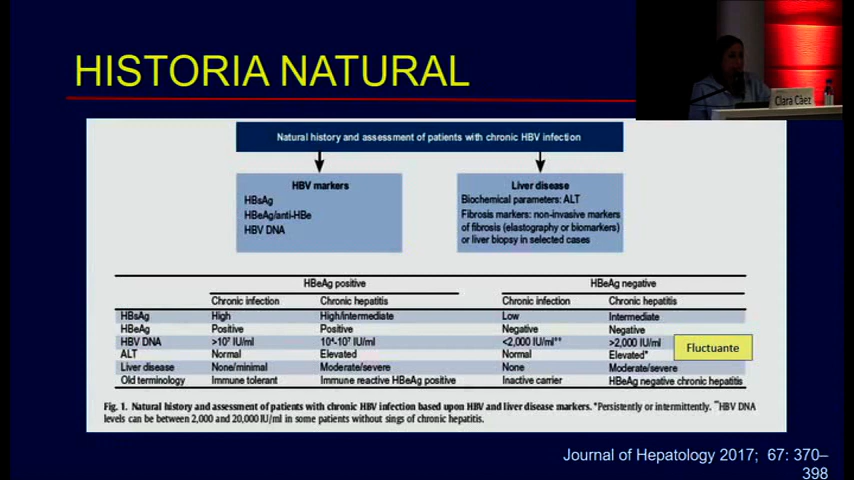 HISTORIA NATURAL
Clara Càez
Natural history and assessment of patients with chronic HBV infection
HBV markers
HBsAg
HBeAg/anti-HBe
HBV DNA
Liver disease
Biochemical parameters: ALT
Fibrosis markers: non-invasive markers
of fibrosis (elastography or biomarkers)
or liver biopsy in selected cases
HBeAg positive HBeAg negative
Chronic infection Chronic hepatitis Chronic infection Chronic hepatitis
HBsAg High High/intermediate Low Intermediate
HBeAg Positive Positive Negative Negative
HBV DNA >10⁷ IU/ml 10⁴-10⁷ IU/ml <2,000 IU/ml°° >2,000 IU/ml
Fluctuante
ALT Normal Elevated Normal Elevated*
Liver disease None/minimal Moderate/severe None Moderate/severe
Old terminology Immune tolerant Immune reactive HBeAg positive Inactive carrier HBeAg negative chronic hepatitis
Fig. 1. Natural history and assessment of patients with chronic HBV infection based upon HBV and liver disease markers. *Persistently or intermittently. °°HBV DNA
levels can be between 2,000 and 20,000 IU/ml in some patients without sings of chronic hepatitis.
Journal of Hepatology 2017; 67: 370–
398